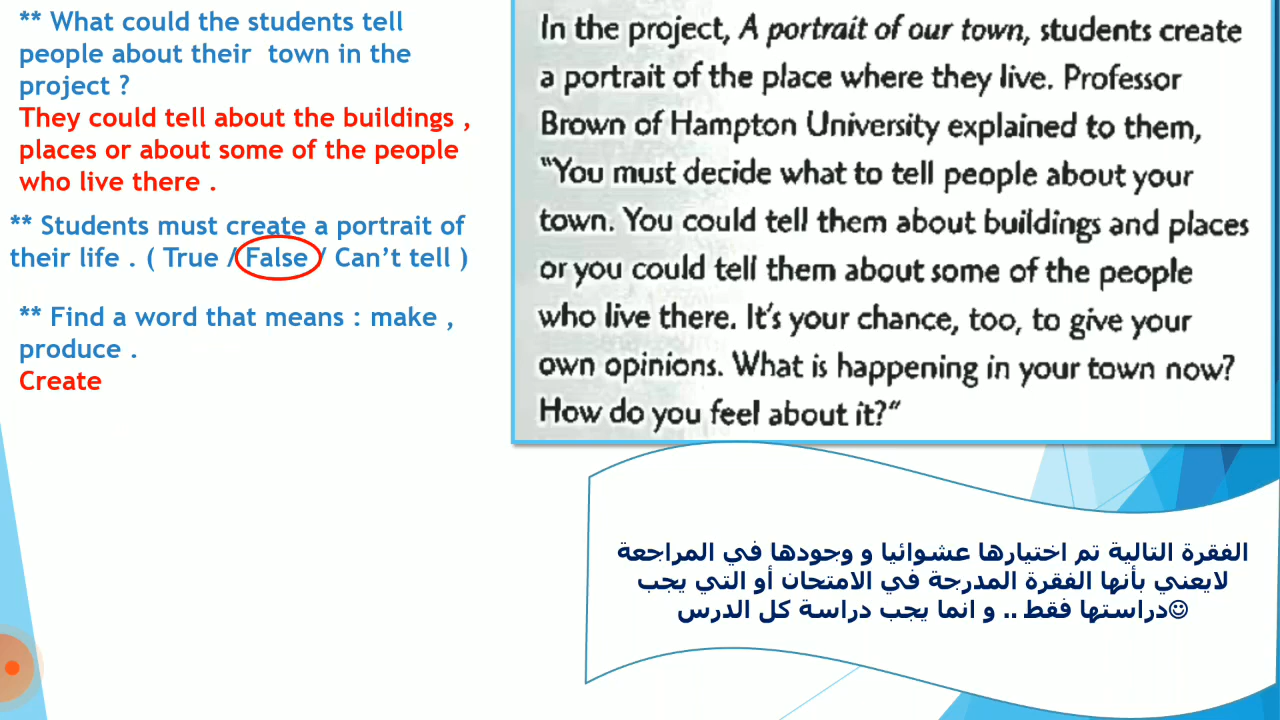 ** What could the students tell
people about their town in the
project ?
They could tell about the buildings ,
places or about some of the people
who live there .
** Students must create a portrait of
their life . ( True / False / Can't tell )
** Find a word that means : make ,
produce .
Create
In the project, A portrait of our town, students create
a portrait of the place where they live. Professor
Brown of Hampton University explained to them,
"You must decide what to tell people about your
town. You could tell them about buildings and places
or you could tell them about some of the people
who live there. It's your chance, too, to give your
own opinions. What is happening in your town now?
How do you feel about it?"
الفقرة التالية تم اختيارها عشوائيا و وجودها في المراجعة
لايعني بأنها الفقرة المدرجة في الامتحان أو التي يجب
دراستها فقط .. و انما يجب دراسة كل الدرس☺